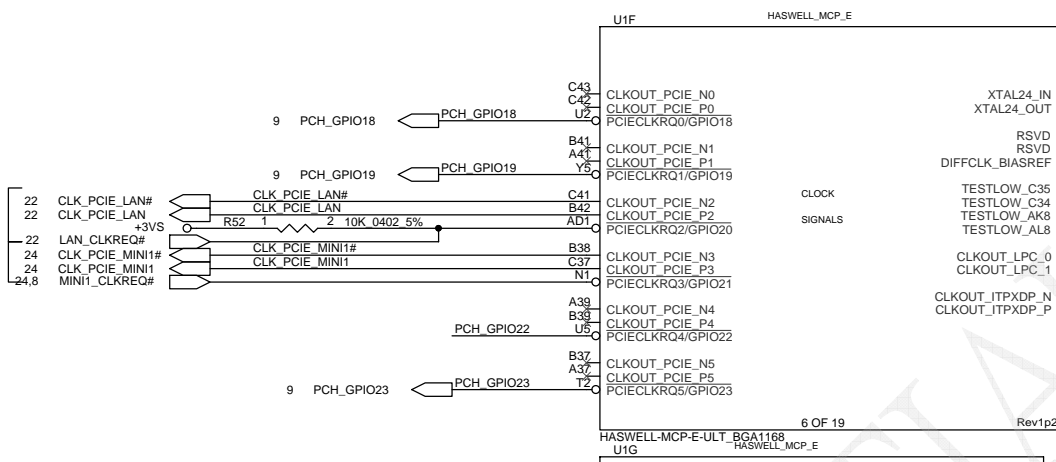 U1F HASWELL_MCP_E
C43 CLKOUT_PCIE_N0 XTAL24_IN
C42 CLKOUT_PCIE_P0 XTAL24_OUT
9 PCH_GPIO18 PCH_GPIO18 U2 PCIECLKRQ0/GPIO18
RSVD
B41 CLKOUT_PCIE_N1 RSVD
A41 CLKOUT_PCIE_P1 DIFFCLK_BIASREF
9 PCH_GPIO19 PCH_GPIO19 Y5 PCIECLKRQ1/GPIO19
22 CLK_PCIE_LAN# CLK_PCIE_LAN# C41 CLKOUT_PCIE_N2 CLOCK TESTLOW_C35
22 CLK_PCIE_LAN CLK_PCIE_LAN B42 CLKOUT_PCIE_P2 TESTLOW_C34
+3VS R52 1 2 10K_0402_5% AD1 PCIECLKRQ2/GPIO20 SIGNALS TESTLOW_AK8
TESTLOW_AL8
22 LAN_CLKREQ#
24 CLK_PCIE_MINI1# CLK_PCIE_MINI1# B38 CLKOUT_PCIE_N3 CLKOUT_LPC_0
24 CLK_PCIE_MINI1 CLK_PCIE_MINI1 C37 CLKOUT_PCIE_P3 CLKOUT_LPC_1
24,8 MINI1_CLKREQ# N1 PCIECLKRQ3/GPIO21
CLKOUT_ITPXDP_N
A39 CLKOUT_PCIE_N4 CLKOUT_ITPXDP_P
B39 CLKOUT_PCIE_P4
PCH_GPIO22 U5 PCIECLKRQ4/GPIO22
B37 CLKOUT_PCIE_N5
A37 CLKOUT_PCIE_P5
9 PCH_GPIO23 PCH_GPIO23 T2 PCIECLKRQ5/GPIO23
6 OF 19 Rev1p2
HASWELL-MCP-E-ULT_BGA1168
U1G HASWELL_MCP_E